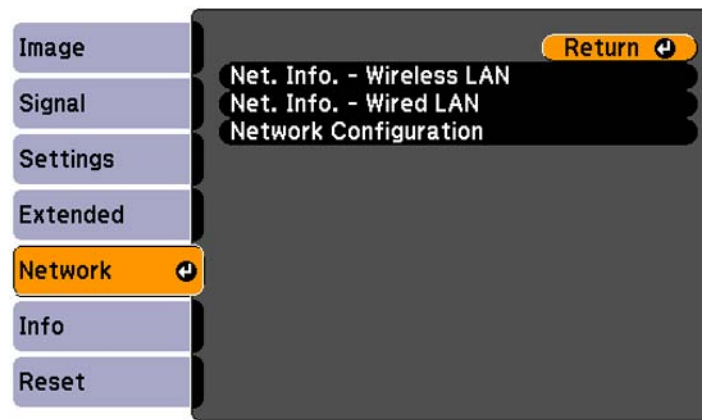 Image
Signal
Settings
Extended
Network
Info
Reset
Return
Net. Info. - Wireless LAN
Net. Info. - Wired LAN
Network Configuration